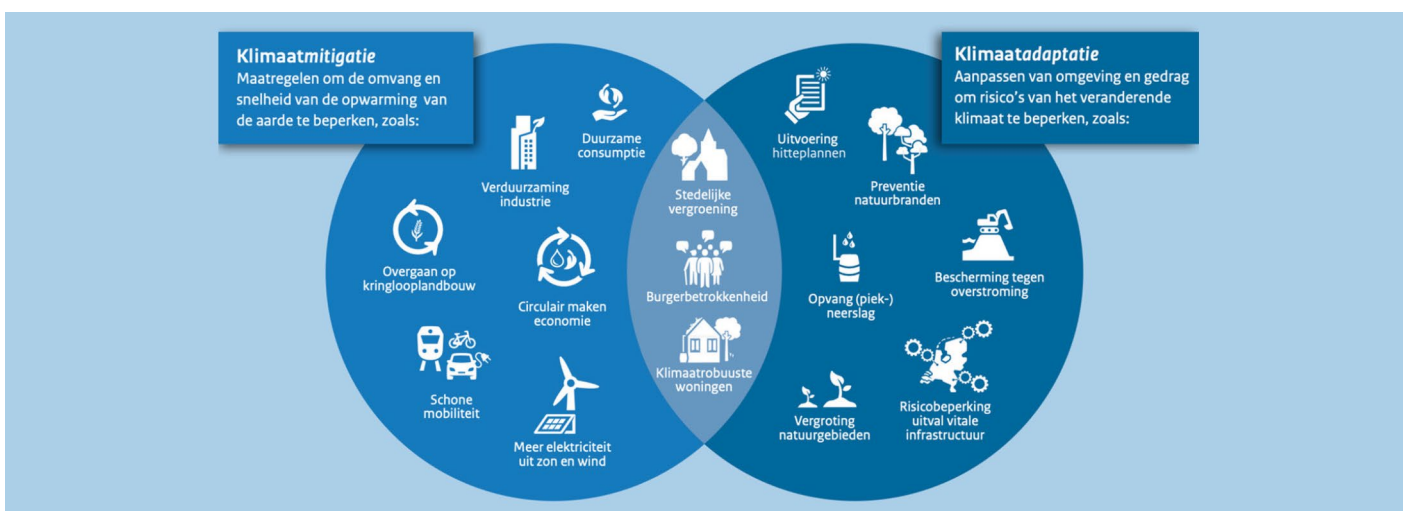 Klimaatmitigatie
Maatregelen om de omvang en
snelheid van de opwarming van
de aarde te beperken, zoals:
Duurzame
consumptie
Verduurzaming
industrie
Overgaan op
kringlooplandbouw
Circulair maken
economie
Schone
mobiliteit
Meer elektriciteit
uit zon en wind
Stedelijke
vergroening
Burgerbetrokkenheid
Klimaatrobuuste
woningen
Klimaatadaptatie
Aanpassen van omgeving en gedrag
om risico's van het veranderende
klimaat te beperken, zoals:
Uitvoering
hitteplannen
Preventie
natuurbranden
Opvang (piek-)
neerslag
Bescherming tegen
overstroming
Vergroting
natuurgebieden
Risicobeperking
uitval vitale
infrastructuur